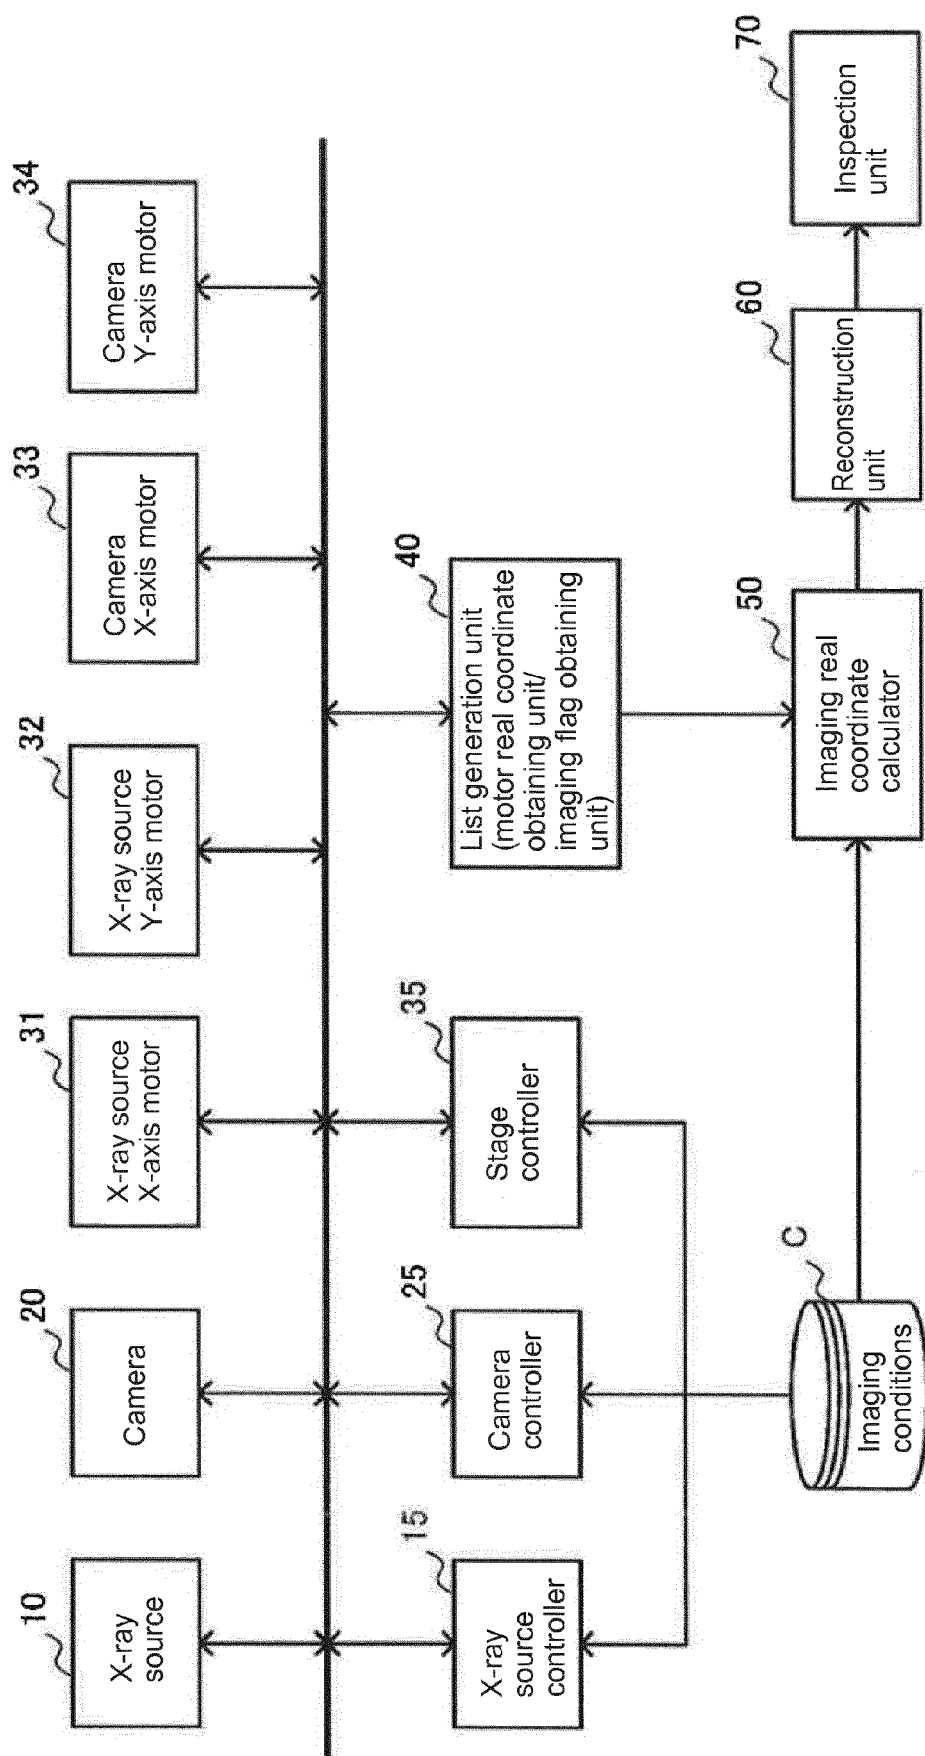 10
X-ray
source
20
Camera
31
X-ray source
X-axis motor
32
X-ray source
Y-axis motor
33
Camera
X-axis motor
34
Camera
Y-axis motor
15
X-ray
source
controller
25
Camera
controller
35
Stage
controller
40
List generation unit
(motor real coordinate
obtaining unit/
imaging flag obtaining
unit)
C
Imaging
conditions
50
Imaging real
coordinate
calculator
60
Reconstruction
unit
70
Inspection
unit